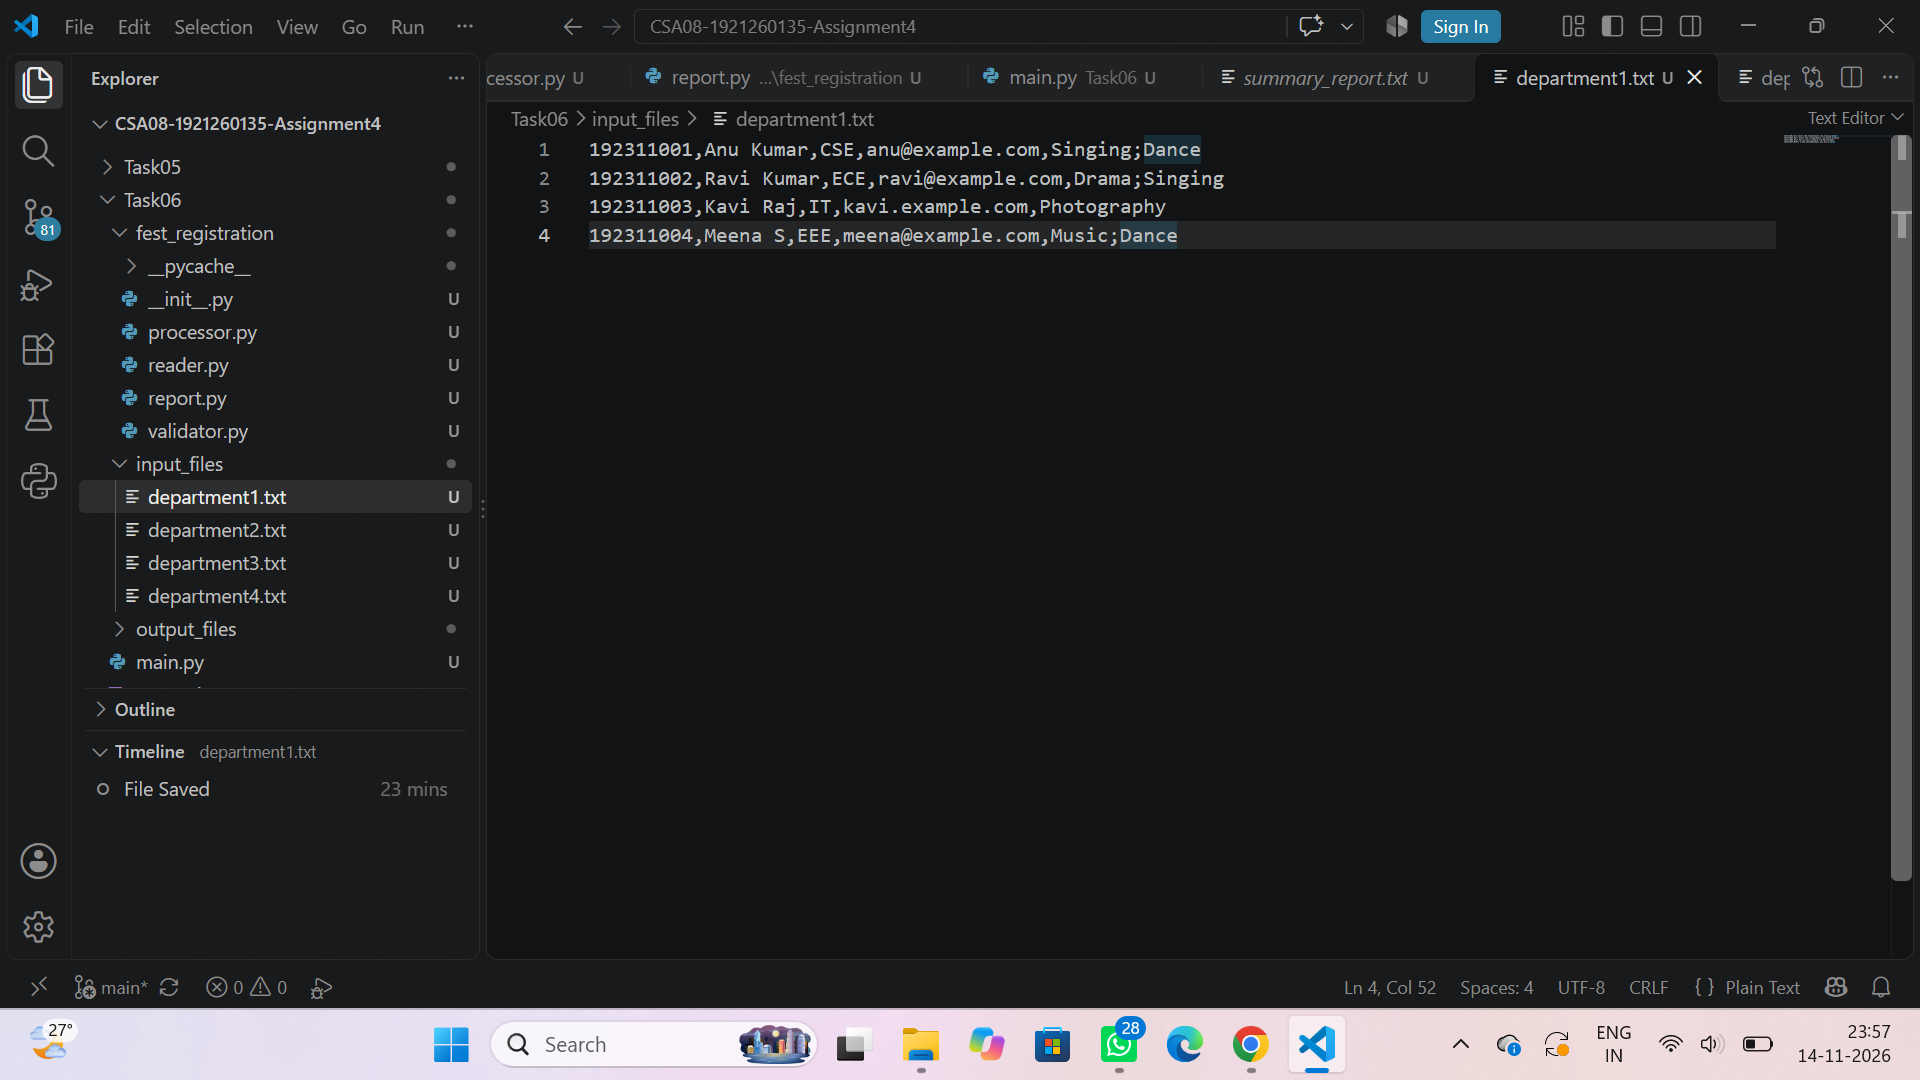 File Edit Selection View Go Run ···
CSA08-1921260135-Assignment4
Sign In
Explorer ···
cessor.py U
report.py ...\fest_registration U
main.py Task06 U
summary_report.txt U
department1.txt U
dep
···
Task06 > input_files > department1.txt
Text Editor
CSA08-1921260135-Assignment4
Task05
Task06
fest_registration
__pycache__
__init__.py U
processor.py U
reader.py U
report.py U
validator.py U
input_files
department1.txt U
department2.txt U
department3.txt U
department4.txt U
output_files
main.py U
Outline
Timeline department1.txt
File Saved 23 mins
81
1 192311001,Anu Kumar,CSE,anu@example.com,Singing;Dance
2 192311002,Ravi Kumar,ECE,ravi@example.com,Drama;Singing
3 192311003,Kavi Raj,IT,kavi.example.com,Photography
4 192311004,Meena S,EEE,meena@example.com,Music;Dance
main* 0 0
Ln 4, Col 52 Spaces: 4 UTF-8 CRLF { } Plain Text
27°
Search
28
ENG
IN
23:57
14-11-2026